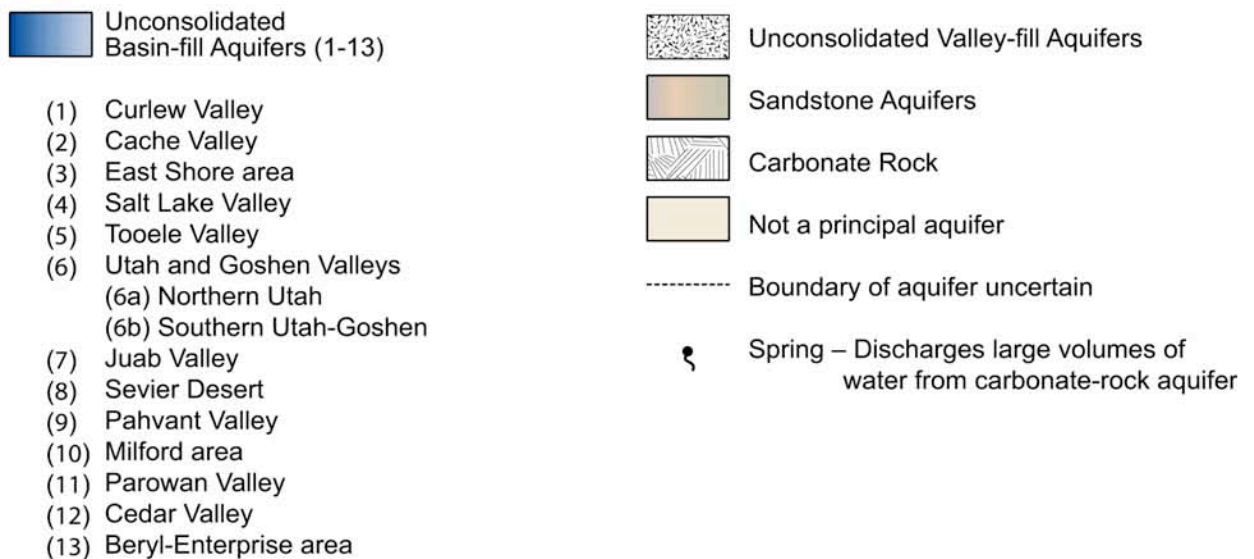 Unconsolidated
Basin-fill Aquifers (1-13)
(1) Curlew Valley
(2) Cache Valley
(3) East Shore area
(4) Salt Lake Valley
(5) Tooele Valley
(6) Utah and Goshen Valleys
(6a) Northern Utah
(6b) Southern Utah-Goshen
(7) Juab Valley
(8) Sevier Desert
(9) Pahvant Valley
(10) Milford area
(11) Parowan Valley
(12) Cedar Valley
(13) Beryl-Enterprise area
Unconsolidated Valley-fill Aquifers
Sandstone Aquifers
Carbonate Rock
Not a principal aquifer
Boundary of aquifer uncertain
Spring – Discharges large volumes of
water from carbonate-rock aquifer